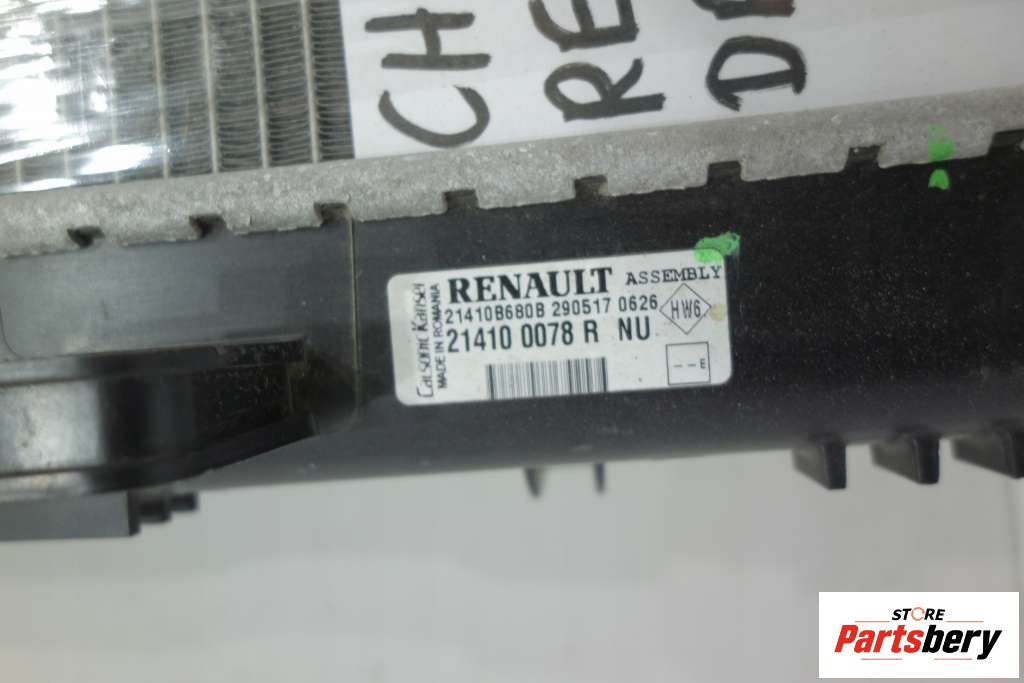 CH
RE
D
RENAULT ASSEMBLY
21410B680B 290517 0626
HW6
21410 0078 R NU
--E
Calsonic Kansei
MADE IN ROMANIA
STORE
Partsbery